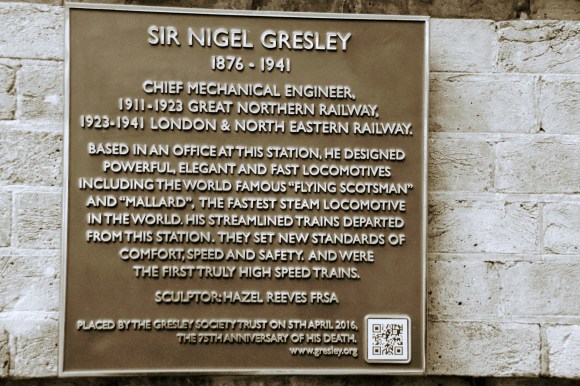 SIR NIGEL GRESLEY
1876 - 1941
CHIEF MECHANICAL ENGINEER,
1911-1923 GREAT NORTHERN RAILWAY,
1923-1941 LONDON & NORTH EASTERN RAILWAY.
BASED IN AN OFFICE AT THIS STATION, HE DESIGNED
POWERFUL, ELEGANT AND FAST LOCOMOTIVES
INCLUDING THE WORLD FAMOUS "FLYING SCOTSMAN"
AND "MALLARD", THE FASTEST STEAM LOCOMOTIVE
IN THE WORLD. HIS STREAMLINED TRAINS DEPARTED
FROM THIS STATION. THEY SET NEW STANDARDS OF
COMFORT, SPEED AND SAFETY. AND WERE
THE FIRST TRULY HIGH SPEED TRAINS.
SCULPTOR: HAZEL REEVES FRSA
PLACED BY THE GRESLEY SOCIETY TRUST ON 5TH APRIL 2016,
THE 75TH ANNIVERSARY OF HIS DEATH.
www.gresley.org